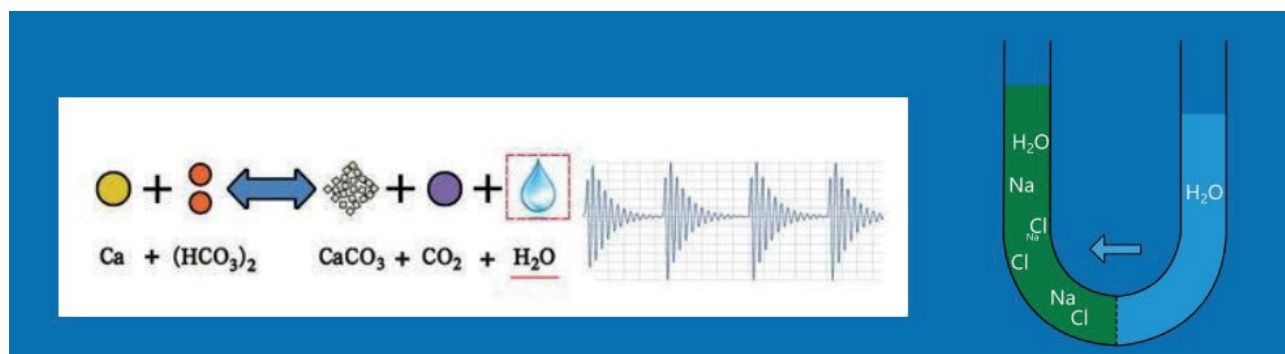 Ca + (HCO₃)₂ CaCO₃ + CO₂ + H₂O
H₂O
Na
Cl
Na
Cl
Na
Cl
H₂O